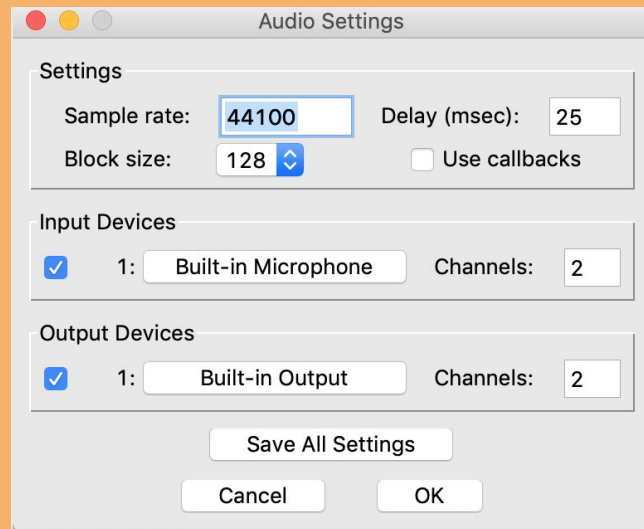 Audio Settings
Settings
Sample rate: 44100 Delay (msec): 25
Block size: 128 Use callbacks
Input Devices
1: Built-in Microphone Channels: 2
Output Devices
1: Built-in Output Channels: 2
Save All Settings
Cancel OK